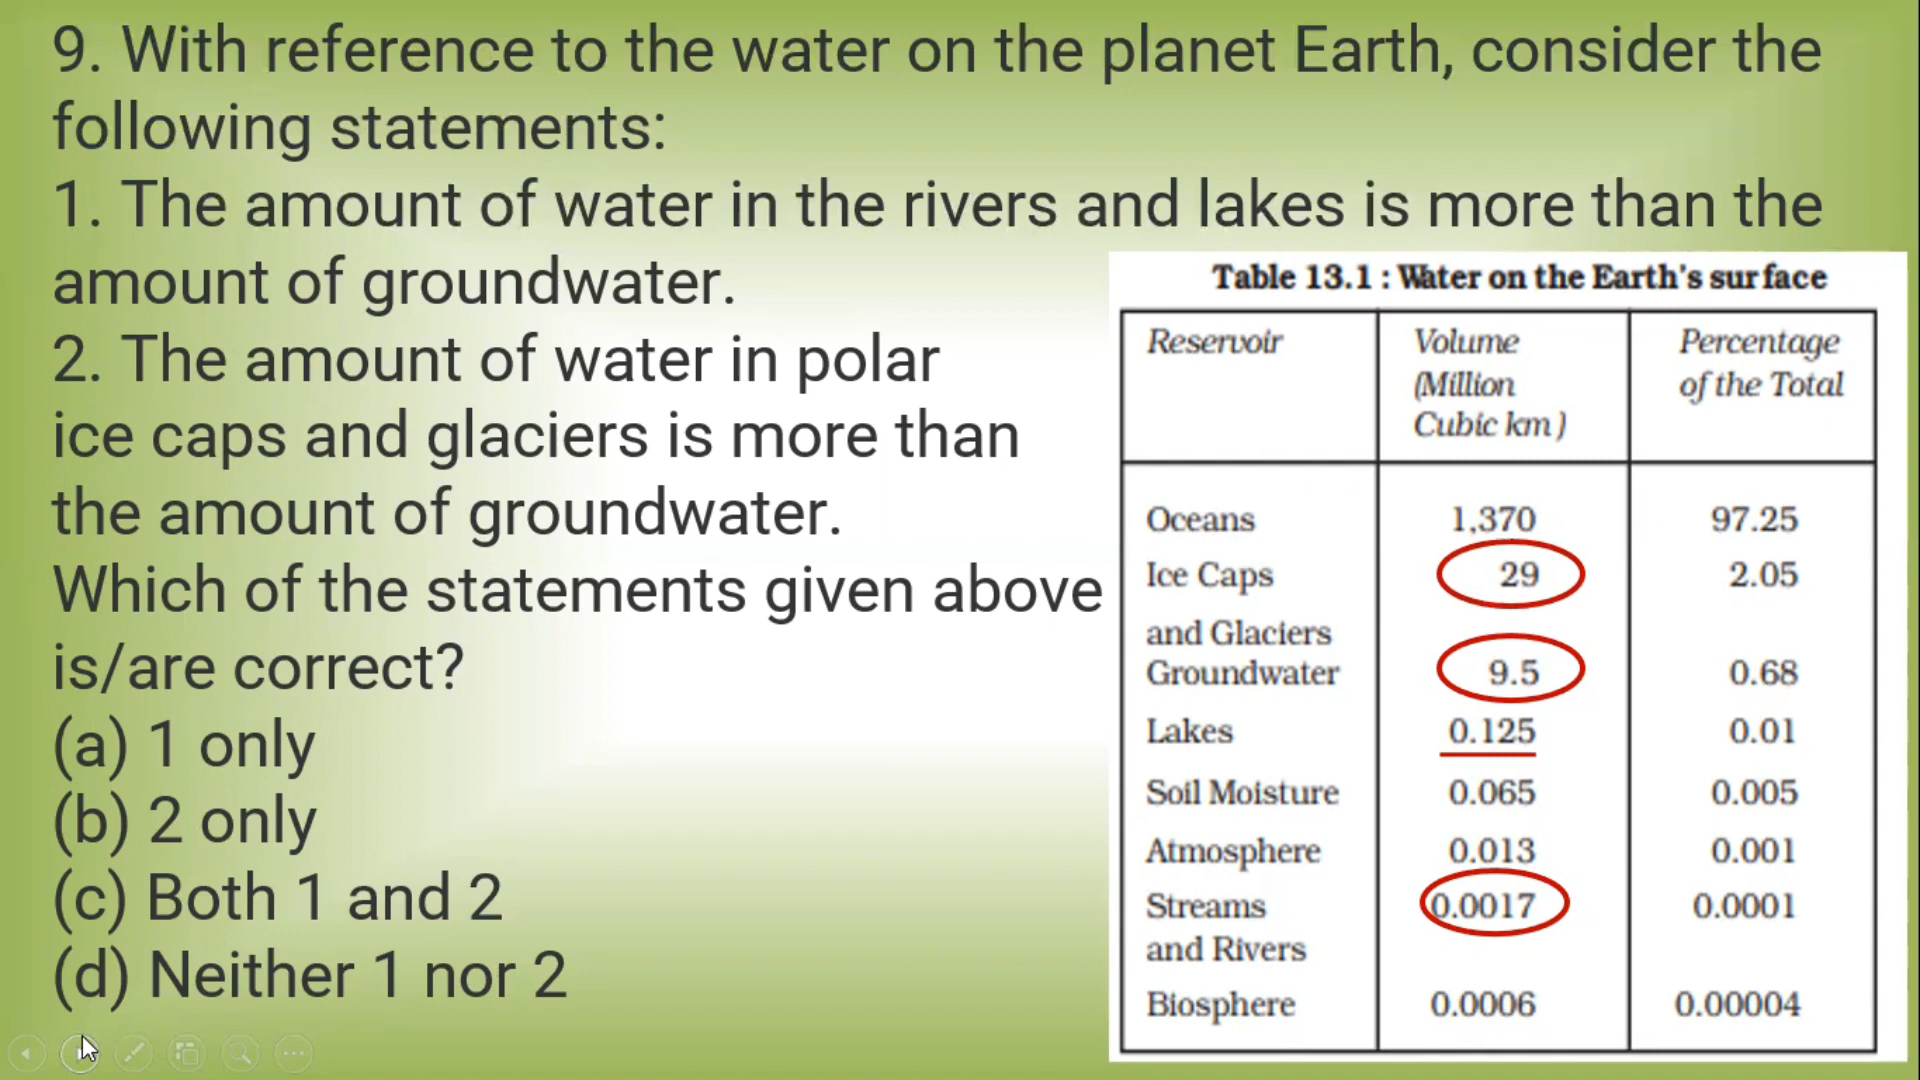 9. With reference to the water on the planet Earth, consider the
following statements:
1. The amount of water in the rivers and lakes is more than the
amount of groundwater.
2. The amount of water in polar
ice caps and glaciers is more than
the amount of groundwater.
Which of the statements given above
is/are correct?
(a) 1 only
(b) 2 only
(c) Both 1 and 2
(d) Neither 1 nor 2
Table 13.1 : Water on the Earth's surface
Reservoir Volume (Million Cubic km) Percentage of the Total
Oceans 1,370 97.25
Ice Caps 29 2.05
and Glaciers
Groundwater 9.5 0.68
Lakes 0.125 0.01
Soil Moisture 0.065 0.005
Atmosphere 0.013 0.001
Streams 0.0017 0.0001
and Rivers
Biosphere 0.0006 0.00004